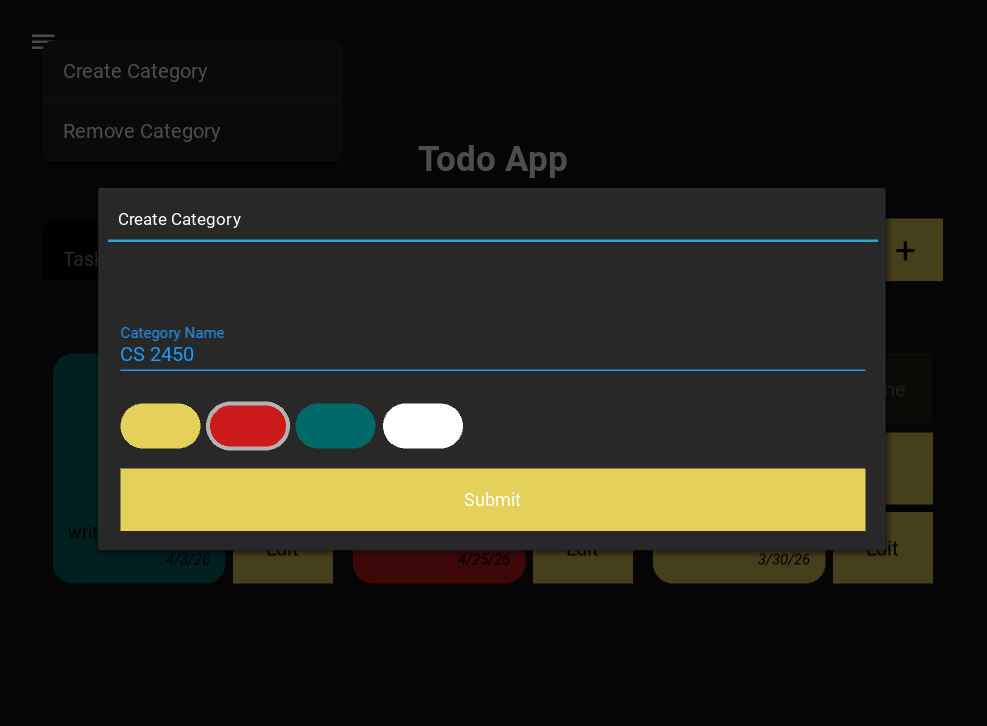 Create Category
Remove Category
Todo App
Create Category
+
Category Name
CS 2450
Submit
4/3/26
Edit
4/25/26
Edit
3/30/26
Edit